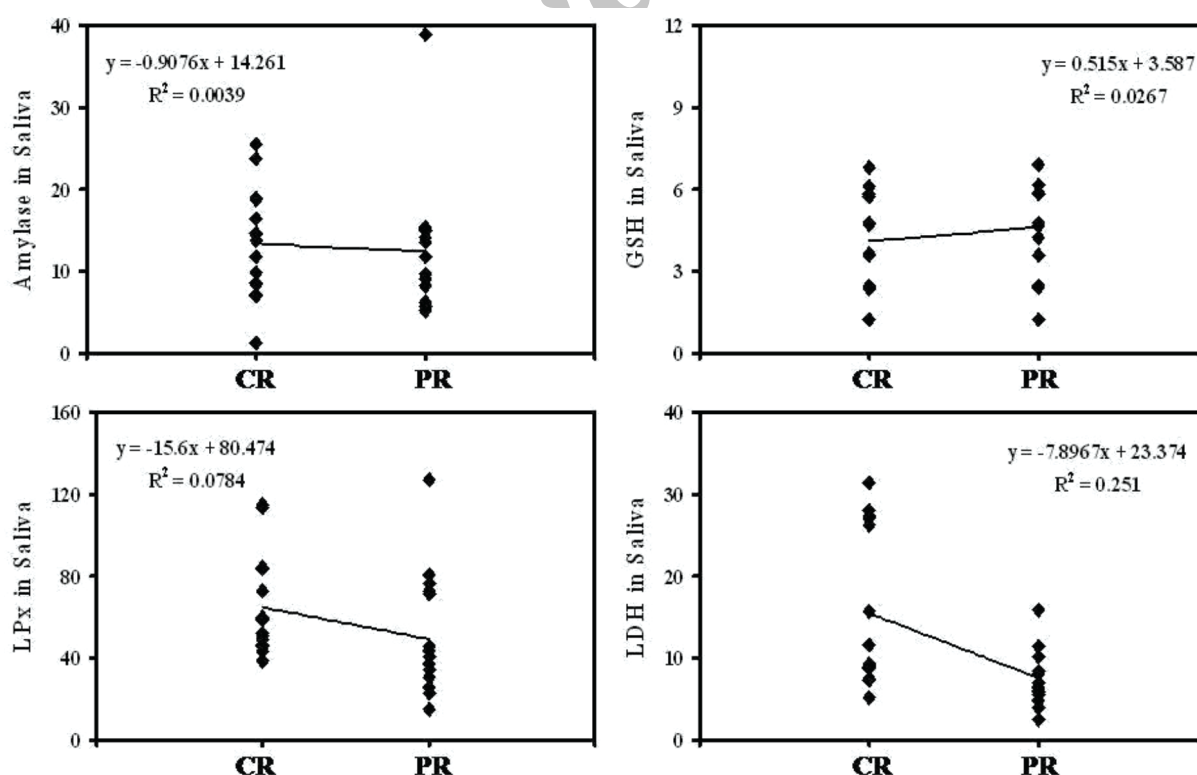 Amylase in Saliva
40
30
20
10
0
y = -0.9076x + 14.261
R² = 0.0039
CR PR
GSH in Saliva
12
9
6
3
0
y = 0.515x + 3.587
R² = 0.0267
CR PR
LPx in Saliva
160
120
80
40
0
y = -15.6x + 80.474
R² = 0.0784
CR PR
LDH in Saliva
40
30
20
10
0
y = -7.8967x + 23.374
R² = 0.251
CR PR